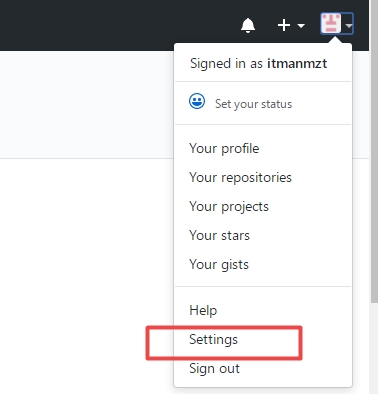 Signed in as itmanmzt
Set your status
Your profile
Your repositories
Your projects
Your stars
Your gists
Help
Settings
Sign out